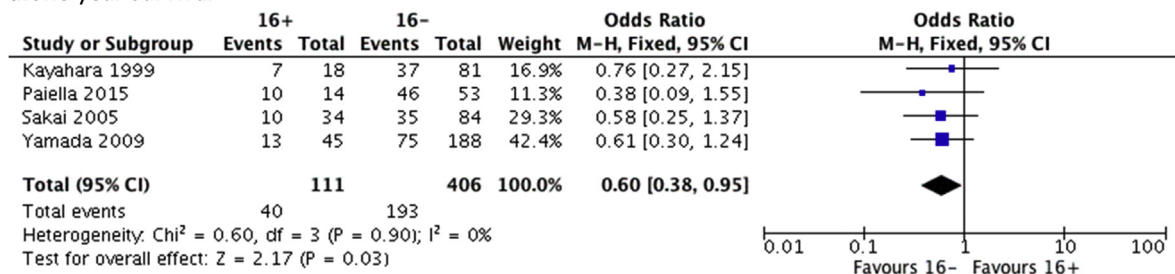 16+ 16- Odds Ratio Odds Ratio
Study or Subgroup Events Total Events Total Weight M-H, Fixed, 95% CI M-H, Fixed, 95% CI
Kayahara 1999 7 18 37 81 16.9% 0.76 [0.27, 2.15]
Paiella 2015 10 14 46 53 11.3% 0.38 [0.09, 1.55]
Sakai 2005 10 34 35 84 29.3% 0.58 [0.25, 1.37]
Yamada 2009 13 45 75 188 42.4% 0.61 [0.30, 1.24]
Total (95% CI) 111 406 100.0% 0.60 [0.38, 0.95]
Total events 40 193
Heterogeneity: Chi² = 0.60, df = 3 (P = 0.90); I² = 0%
Test for overall effect: Z = 2.17 (P = 0.03)
0.01 0.1 1 10 100
Favours 16- Favours 16+